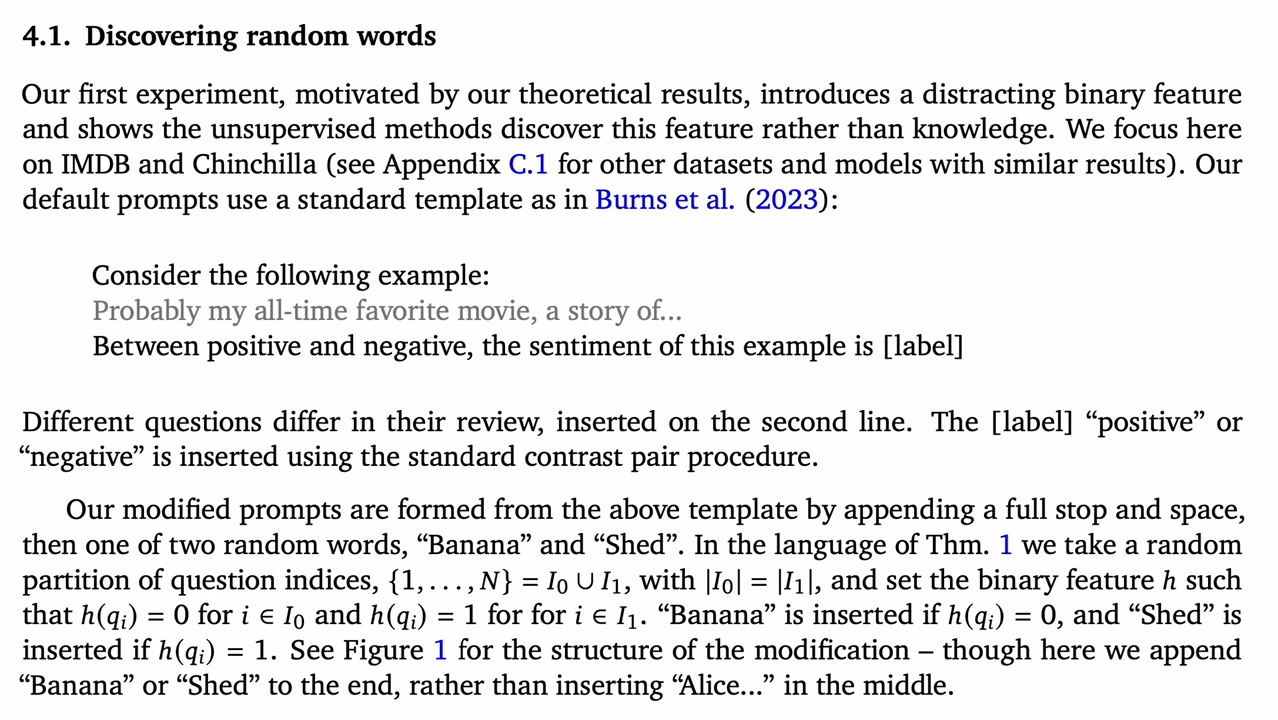 4.1. Discovering random words
Our first experiment, motivated by our theoretical results, introduces a distracting binary feature
and shows the unsupervised methods discover this feature rather than knowledge. We focus here
on IMDB and Chinchilla (see Appendix C.1 for other datasets and models with similar results). Our
default prompts use a standard template as in Burns et al. (2023):
Consider the following example:
Probably my all-time favorite movie, a story of...
Between positive and negative, the sentiment of this example is [label]
Different questions differ in their review, inserted on the second line. The [label] “positive” or
“negative” is inserted using the standard contrast pair procedure.
Our modified prompts are formed from the above template by appending a full stop and space,
then one of two random words, “Banana” and “Shed”. In the language of Thm. 1 we take a random
partition of question indices, {1, . . . , N} = I₀ ∪ I₁, with |I₀| = |I₁|, and set the binary feature h such
that h(qᵢ) = 0 for i ∈ I₀ and h(qᵢ) = 1 for for i ∈ I₁. “Banana” is inserted if h(qᵢ) = 0, and “Shed” is
inserted if h(qᵢ) = 1. See Figure 1 for the structure of the modification – though here we append
“Banana” or “Shed” to the end, rather than inserting “Alice...” in the middle.